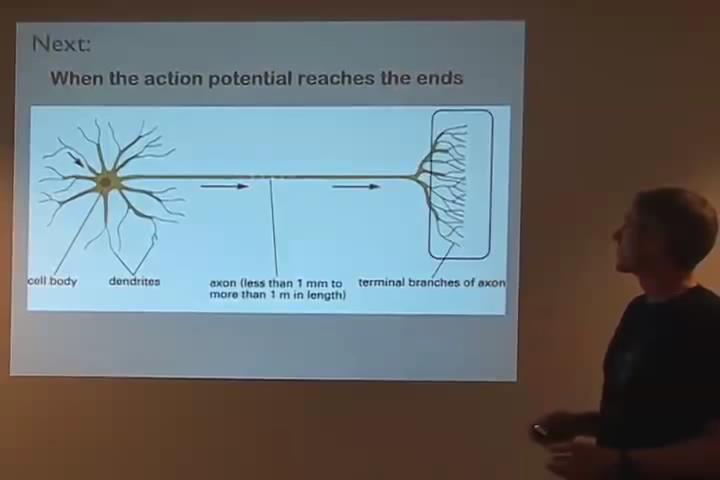 Next:
When the action potential reaches the ends
cell body
dendrites
axon (less than 1 mm to
more than 1 m in length)
terminal branches of axon